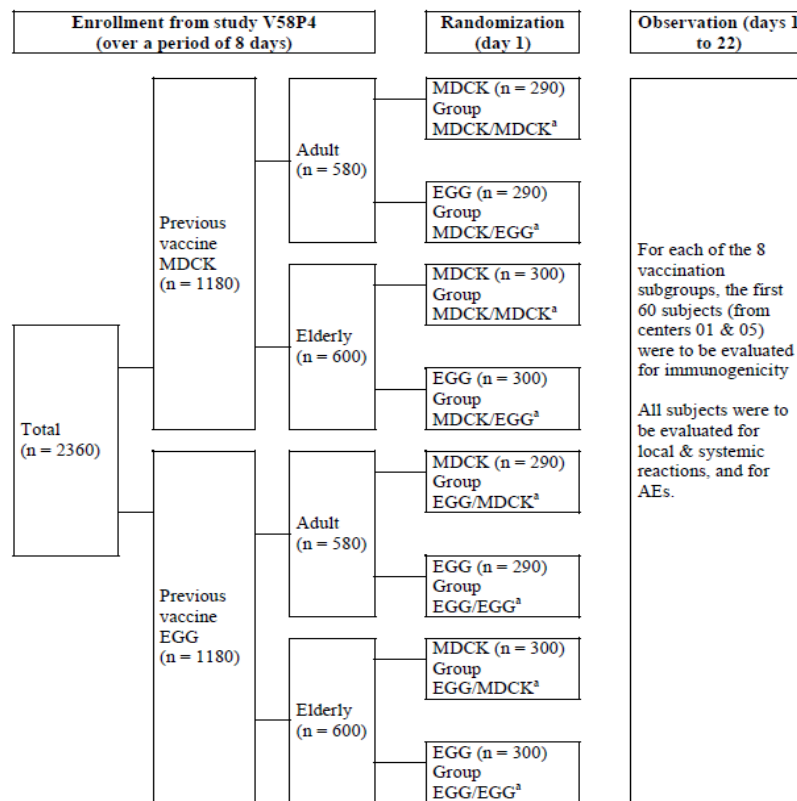 Enrollment from study V58P4
(over a period of 8 days)
Randomization
(day 1)
Observation (days 1
to 22)
Total
(n = 2360)
Previous
vaccine
MDCK
(n = 1180)
Adult
(n = 580)
MDCK (n = 290)
Group
MDCK/MDCKᵃ
EGG (n = 290)
Group
MDCK/EGGᵃ
Elderly
(n = 600)
MDCK (n = 300)
Group
MDCK/MDCKᵃ
EGG (n = 300)
Group
MDCK/EGGᵃ
Previous
vaccine
EGG
(n = 1180)
Adult
(n = 580)
MDCK (n = 290)
Group
EGG/MDCKᵃ
EGG (n = 290)
Group
EGG/EGGᵃ
Elderly
(n = 600)
MDCK (n = 300)
Group
EGG/MDCKᵃ
EGG (n = 300)
Group
EGG/EGGᵃ
For each of the 8
vaccination
subgroups, the first
60 subjects (from
centers 01 & 05)
were to be evaluated
for immunogenicity
All subjects were to
be evaluated for
local & systemic
reactions, and for
AEs.